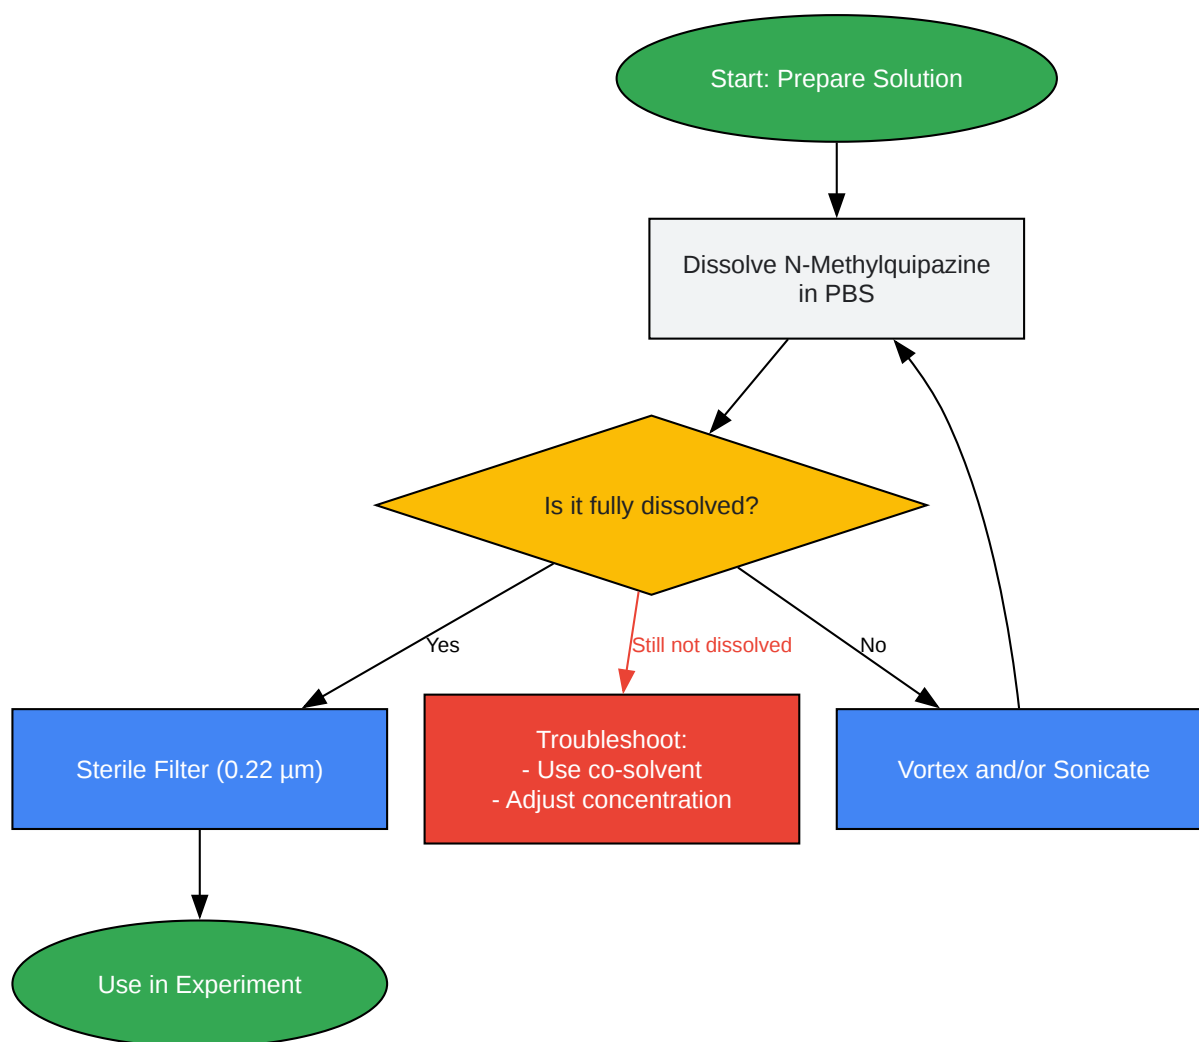 Start: Prepare Solution
Dissolve N-Methylquipazine
in PBS
Is it fully dissolved?
Yes
Still not dissolved
No
Sterile Filter (0.22 µm)
Troubleshoot:
- Use co-solvent
- Adjust concentration
Vortex and/or Sonicate
Use in Experiment